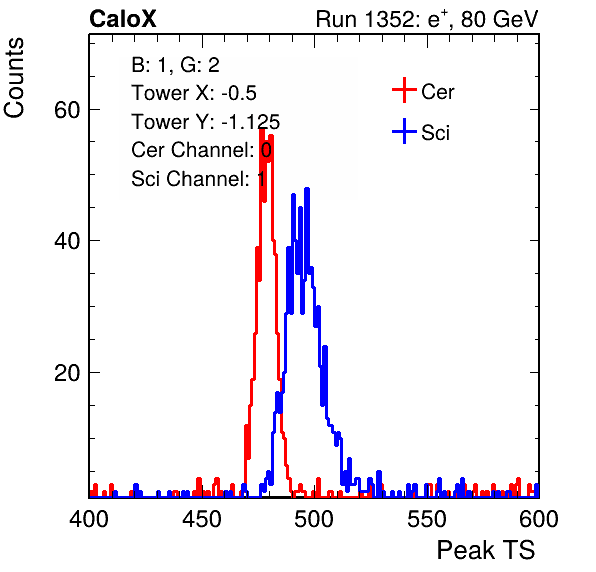 CaloX Run 1352: e+, 80 GeV
Counts
B: 1, G: 2
Tower X: -0.5
Tower Y: -1.125
Cer Channel: 0
Sci Channel: 1
Cer
Sci
60
40
20
400 450 500 550 600
Peak TS